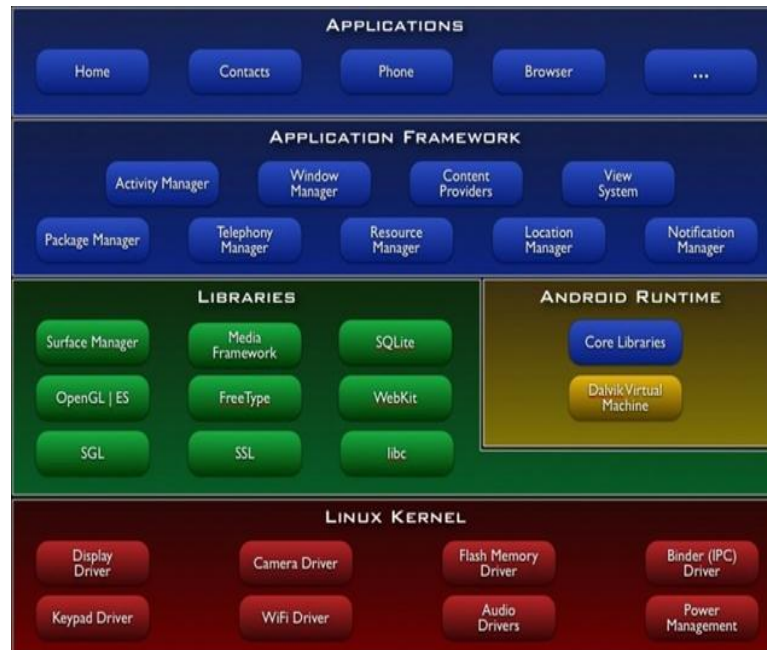 APPLICATIONS
Home
Contacts
Phone
Browser
...
APPLICATION FRAMEWORK
Activity Manager
Window
Manager
Content
Providers
View
System
Package Manager
Telephony
Manager
Resource
Manager
Location
Manager
Notification
Manager
LIBRARIES
Surface Manager
Media
Framework
SQLite
OpenGL | ES
FreeType
WebKit
SGL
SSL
libc
ANDROID RUNTIME
Core Libraries
Dalvik Virtual
Machine
LINUX KERNEL
Display
Driver
Camera Driver
Flash Memory
Driver
Binder (IPC)
Driver
Keypad Driver
WiFi Driver
Audio
Drivers
Power
Management